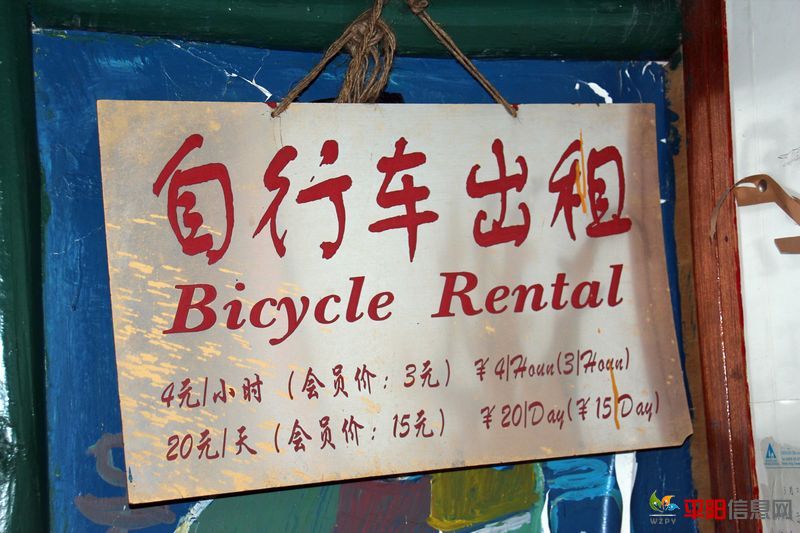 自行车出租
Bicycle Rental
4元/小时（会员价：3元） ¥4/Houn(3/Houn)
20元/天（会员价：15元） ¥20/Day(¥15/Day)
WZPY 平阳信息网